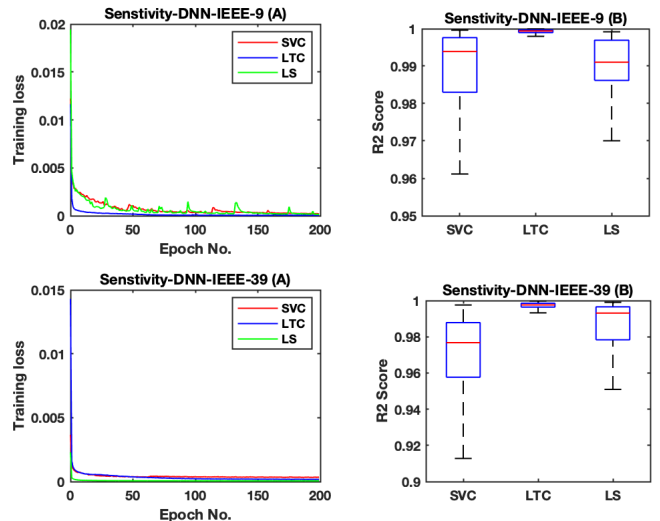 Senstivity-DNN-IEEE-9 (A)
0.02
0.015
0.01
0.005
0
Training loss
SVC
LTC
LS
0 50 100 150 200
Epoch No.
Senstivity-DNN-IEEE-9 (B)
1
0.99
0.98
0.97
0.96
0.95
R2 Score
SVC LTC LS
Senstivity-DNN-IEEE-39 (A)
0.015
0.01
0.005
0
Training loss
SVC
LTC
LS
0 50 100 150 200
Epoch No.
Senstivity-DNN-IEEE-39 (B)
1
0.98
0.96
0.94
0.92
0.9
R2 Score
SVC LTC LS